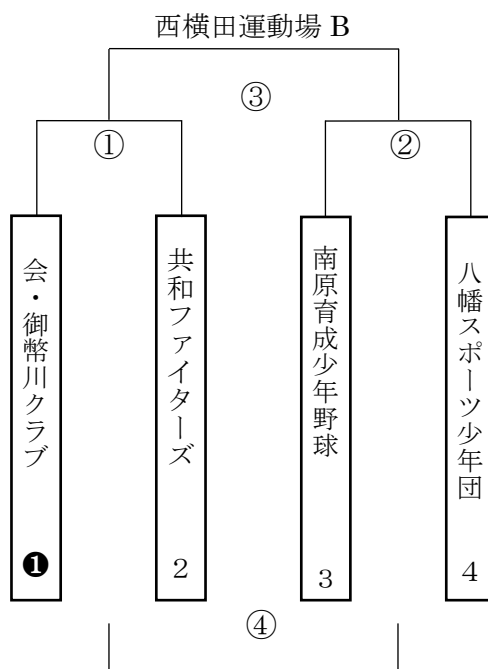 西横田運動場 B
③
①
②
会・御幣川クラブ
❶
共和ファイターズ
2
南原育成少年野球
3
八幡スポーツ少年団
4
④